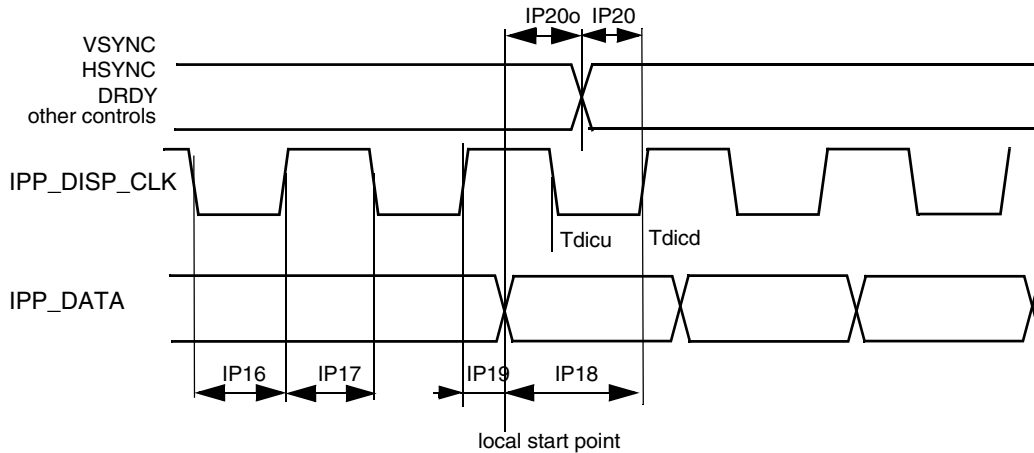 IP20o IP20
VSYNC
HSYNC
DRDY
other controls
IPP_DISP_CLK
Tdicu Tdicd
IPP_DATA
IP16 IP17 IP19 IP18
local start point